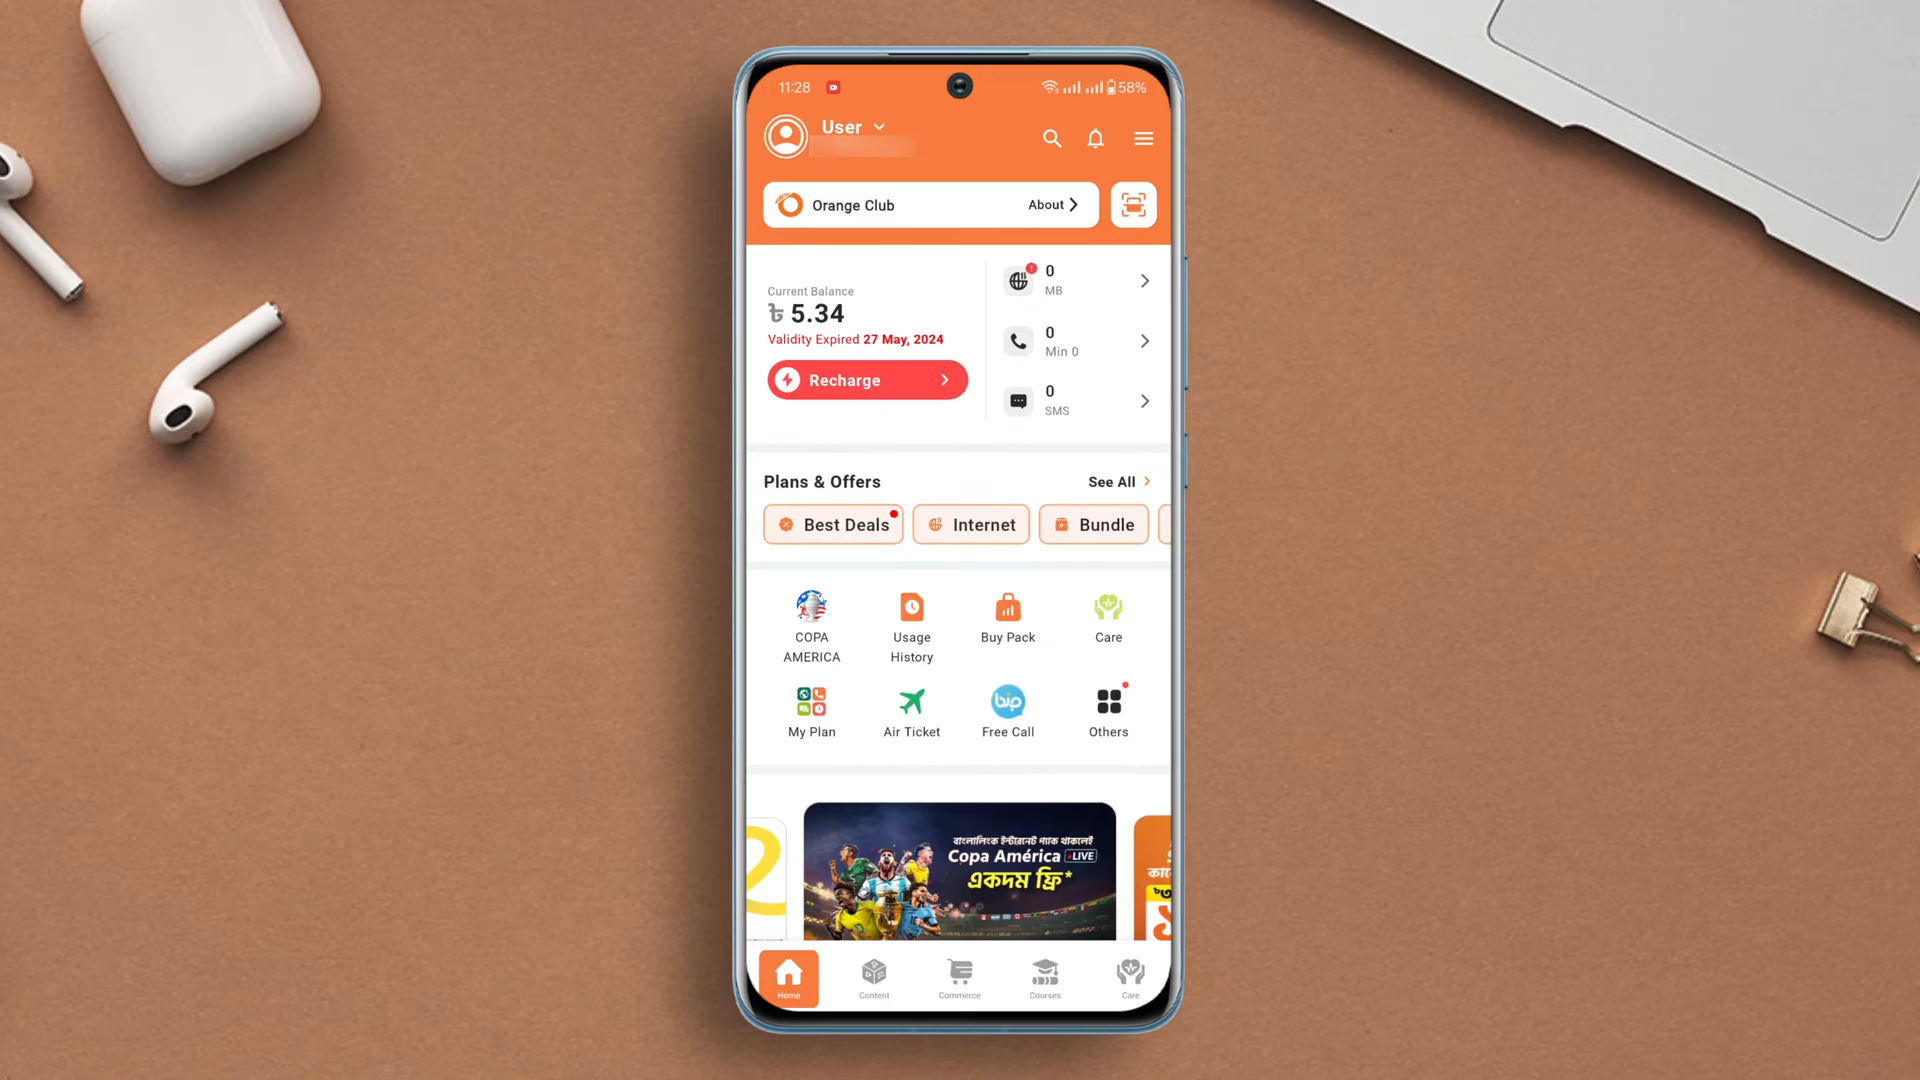 11:28
58%
User
Orange Club
About
Current Balance
৳ 5.34
Validity Expired 27 May, 2024
Recharge
0
MB
0
Min 0
0
SMS
Plans & Offers
See All
Best Deals
Internet
Bundle
COPA
AMERICA
Usage
History
Buy Pack
Care
My Plan
Air Ticket
bip
Free Call
Others
বাংলালিংক ইন্টারনেট প্যাক থাকলেই
Copa América LIVE
একদম ফ্রি*
Home
Content
Commerce
Courses
Care